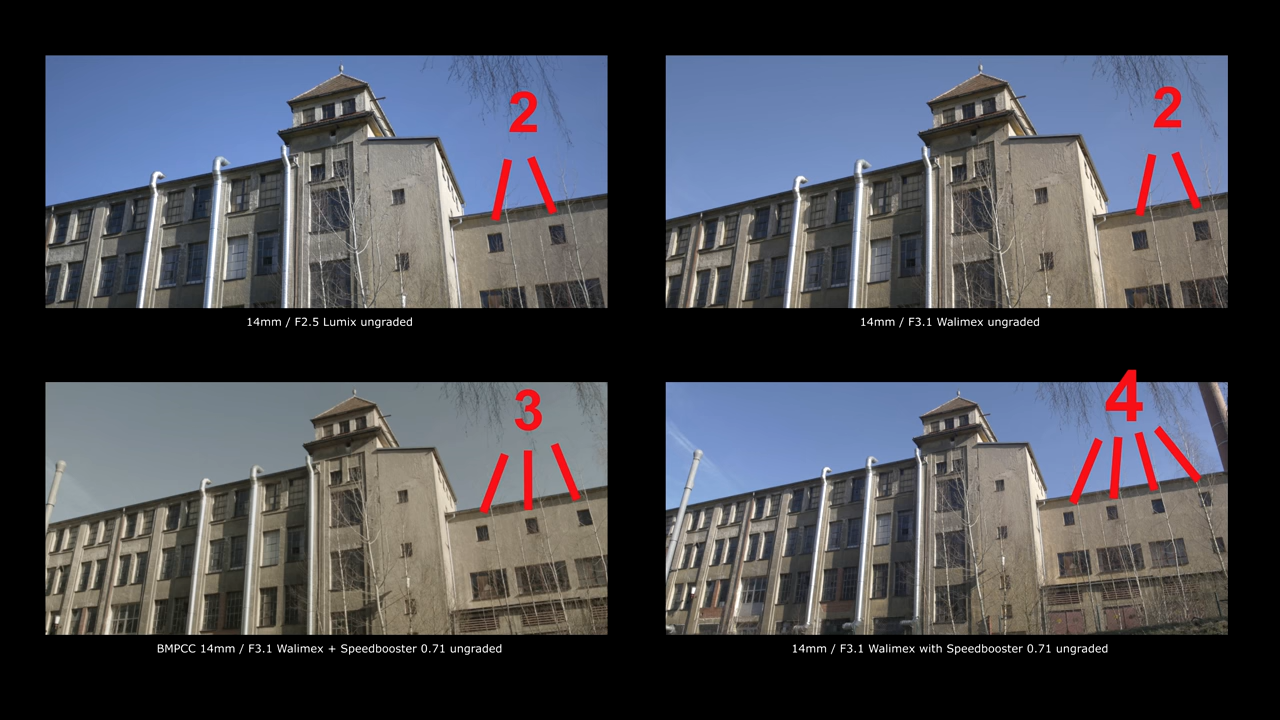 2
2
14mm / F2.5 Lumix ungraded
14mm / F3.1 Walimex ungraded
3
4
BMPCC 14mm / F3.1 Walimex + Speedbooster 0.71 ungraded
14mm / F3.1 Walimex with Speedbooster 0.71 ungraded